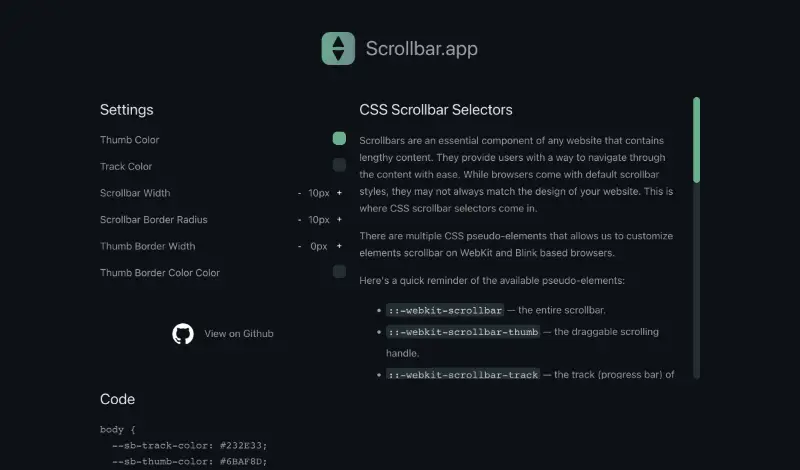 Scrollbar.app
Settings
Thumb Color
Track Color
Scrollbar Width - 10px +
Scrollbar Border Radius - 10px +
Thumb Border Width - 0px +
Thumb Border Color Color
View on Github
CSS Scrollbar Selectors
Scrollbars are an essential component of any website that contains
lengthy content. They provide users with a way to navigate through
the content with ease. While browsers come with default scrollbar
styles, they may not always match the design of your website. This is
where CSS scrollbar selectors come in.
There are multiple CSS pseudo-elements that allows us to customize
elements scrollbar on WebKit and Blink based browsers.
Here's a quick reminder of the available pseudo-elements:
• ::-webkit-scrollbar — the entire scrollbar.
• ::-webkit-scrollbar-thumb — the draggable scrolling
handle.
• ::-webkit-scrollbar-track — the track (progress bar) of
Code
body {
--sb-track-color: #232E33;
--sb-thumb-color: #6BAF8D;